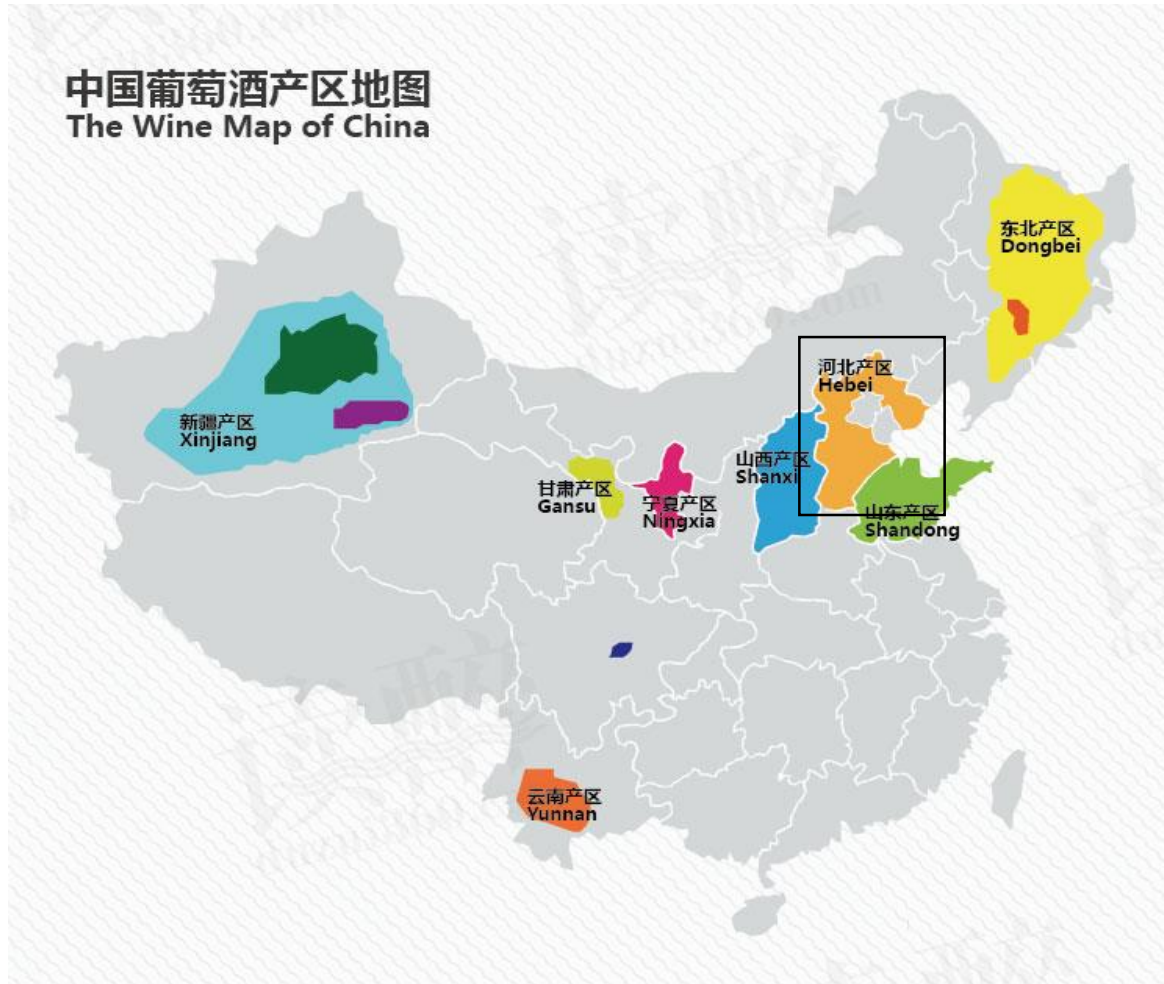 中国葡萄酒产区地图
The Wine Map of China
东北产区
Dongbei
河北产区
Hebei
新疆产区
Xinjiang
山西产区
Shanxi
甘肃产区
Gansu
宁夏产区
Ningxia
山东产区
Shandong
云南产区
Yunnan